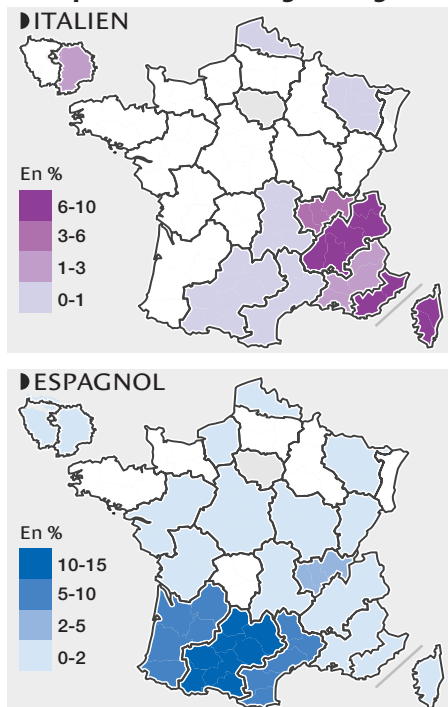 ◗ITALIEN
En %
6-10
3-6
1-3
0-1
◗ESPAGNOL
En %
10-15
5-10
2-5
0-2